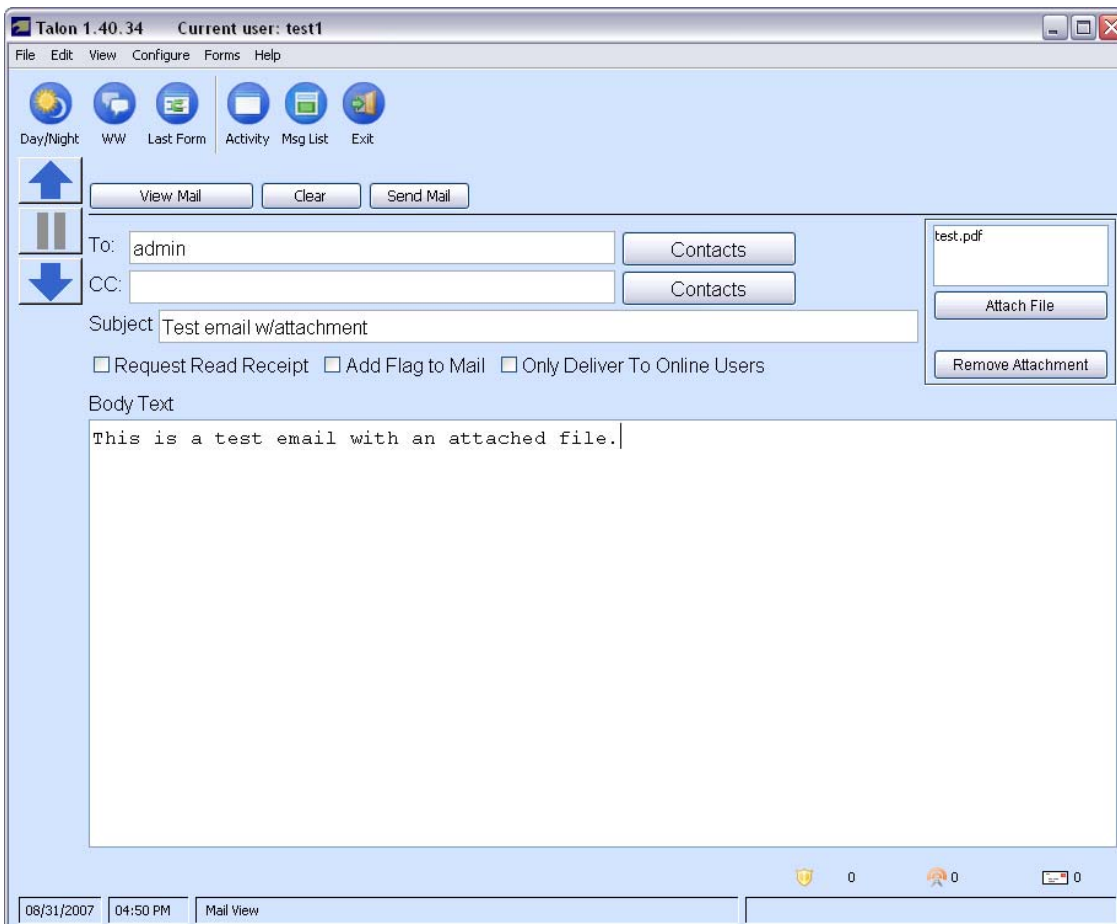 Talon 1.40.34 Current user: test1
File Edit View Configure Forms Help
Day/Night WW Last Form Activity Msg List Exit
View Mail Clear Send Mail
To: admin Contacts
CC: Contacts
Subject Test email w/attachment
test.pdf
Attach File
Remove Attachment
Request Read Receipt Add Flag to Mail Only Deliver To Online Users
Body Text
This is a test email with an attached file.
0 0 0
08/31/2007 04:50 PM Mail View